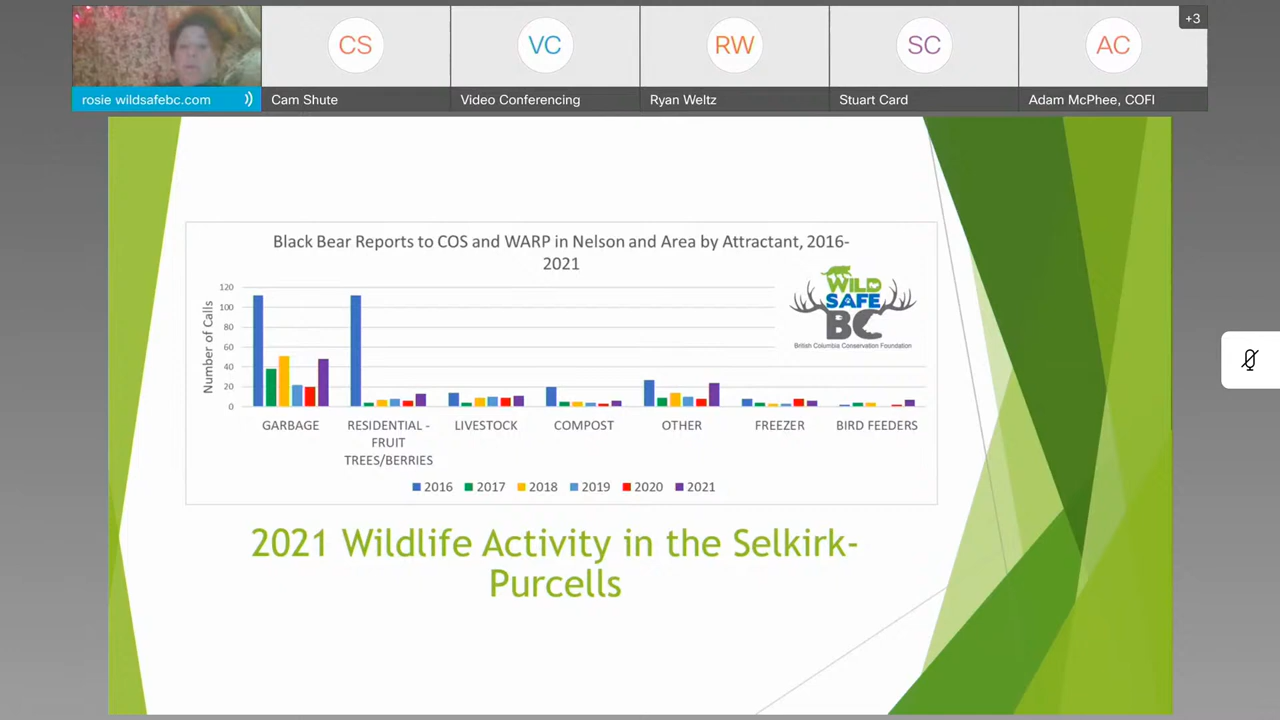 +3
CS
VC
RW
SC
AC
rosie wildsafebc.com
Cam Shute
Video Conferencing
Ryan Weltz
Stuart Card
Adam McPhee, COFI
Black Bear Reports to COS and WARP in Nelson and Area by Attractant, 2016-
2021
WILD
SAFE
BC
British Columbia Conservation Foundation
Number of Calls
120
100
80
60
40
20
0
GARBAGE
RESIDENTIAL -
FRUIT
TREES/BERRIES
LIVESTOCK
COMPOST
OTHER
FREEZER
BIRD FEEDERS
2016
2017
2018
2019
2020
2021
2021 Wildlife Activity in the Selkirk-
Purcells